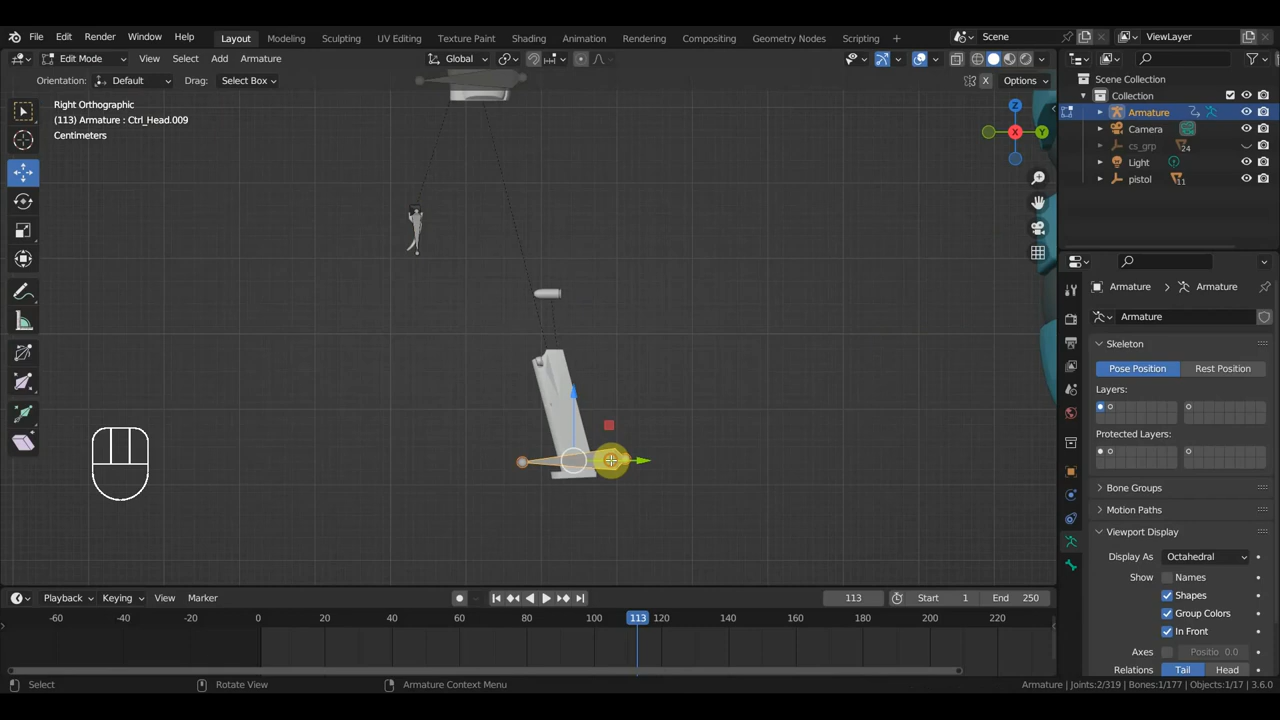 File Edit Render Window Help Layout Modeling Sculpting UV Editing Texture Paint Shading Animation Rendering Compositing Geometry Nodes Scripting Scene ViewLayer
Edit Mode View Select Add Armature Global
Orientation: Default Drag: Select Box X Options
Right Orthographic
(113) Armature : Ctrl_Head.009
Centimeters
Z
X
Y
Scene Collection
Collection
Armature
Camera
cs_grp 24
Light
pistol 11
Armature > Armature
Armature
Skeleton
Pose Position Rest Position
Layers:
Protected Layers:
Bone Groups
Motion Paths
Viewport Display
Display As Octahedral
Show Names
Shapes
Group Colors
In Front
Axes Positio 0.0
Relations Tail Head
Playback Keying View Marker 113 Start 1 End 250
-60 -40 -20 0 20 40 60 80 100 113 120 140 160 180 200 220
Select Rotate View Armature Context Menu Armature | Joints:2/319 | Bones:1/177 | Objects:1/17 | 3.6.0